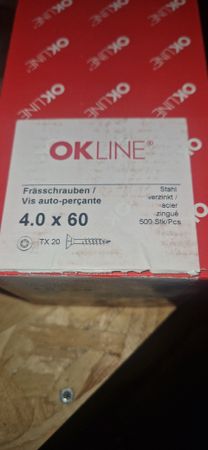 OKLINE
OKLINE
OKLINE
OKLINE®
Frässchrauben /
Vis auto-perçante
4.0 x 60
TX 20
Stahl
verzinkt /
acier
zingué
500 Stk/Pcs